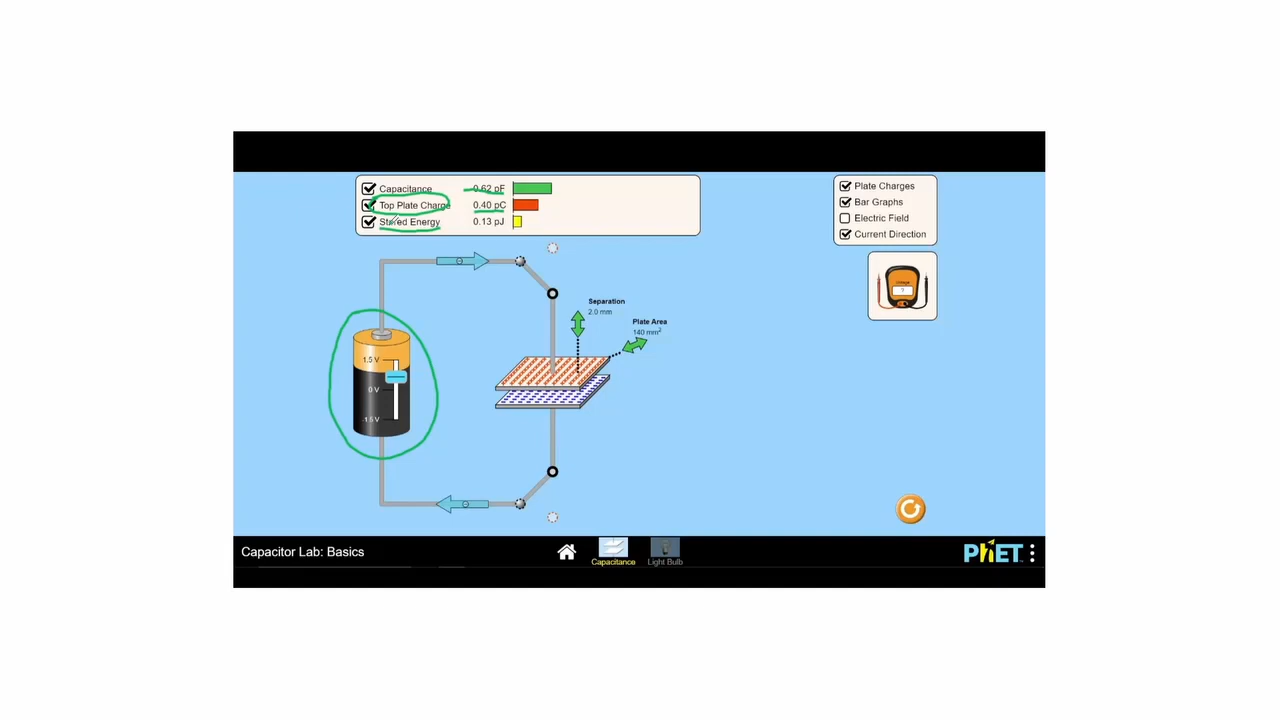 Capacitance 0.62 pF
Top Plate Charge 0.40 pC
Stored Energy 0.13 pJ
Plate Charges
Bar Graphs
Electric Field
Current Direction
Voltage
?
Separation
2.0 mm
Plate Area
140 mm²
1.5 V
0 V
-1.5 V
Capacitor Lab: Basics
Capacitance
Light Bulb
PhET